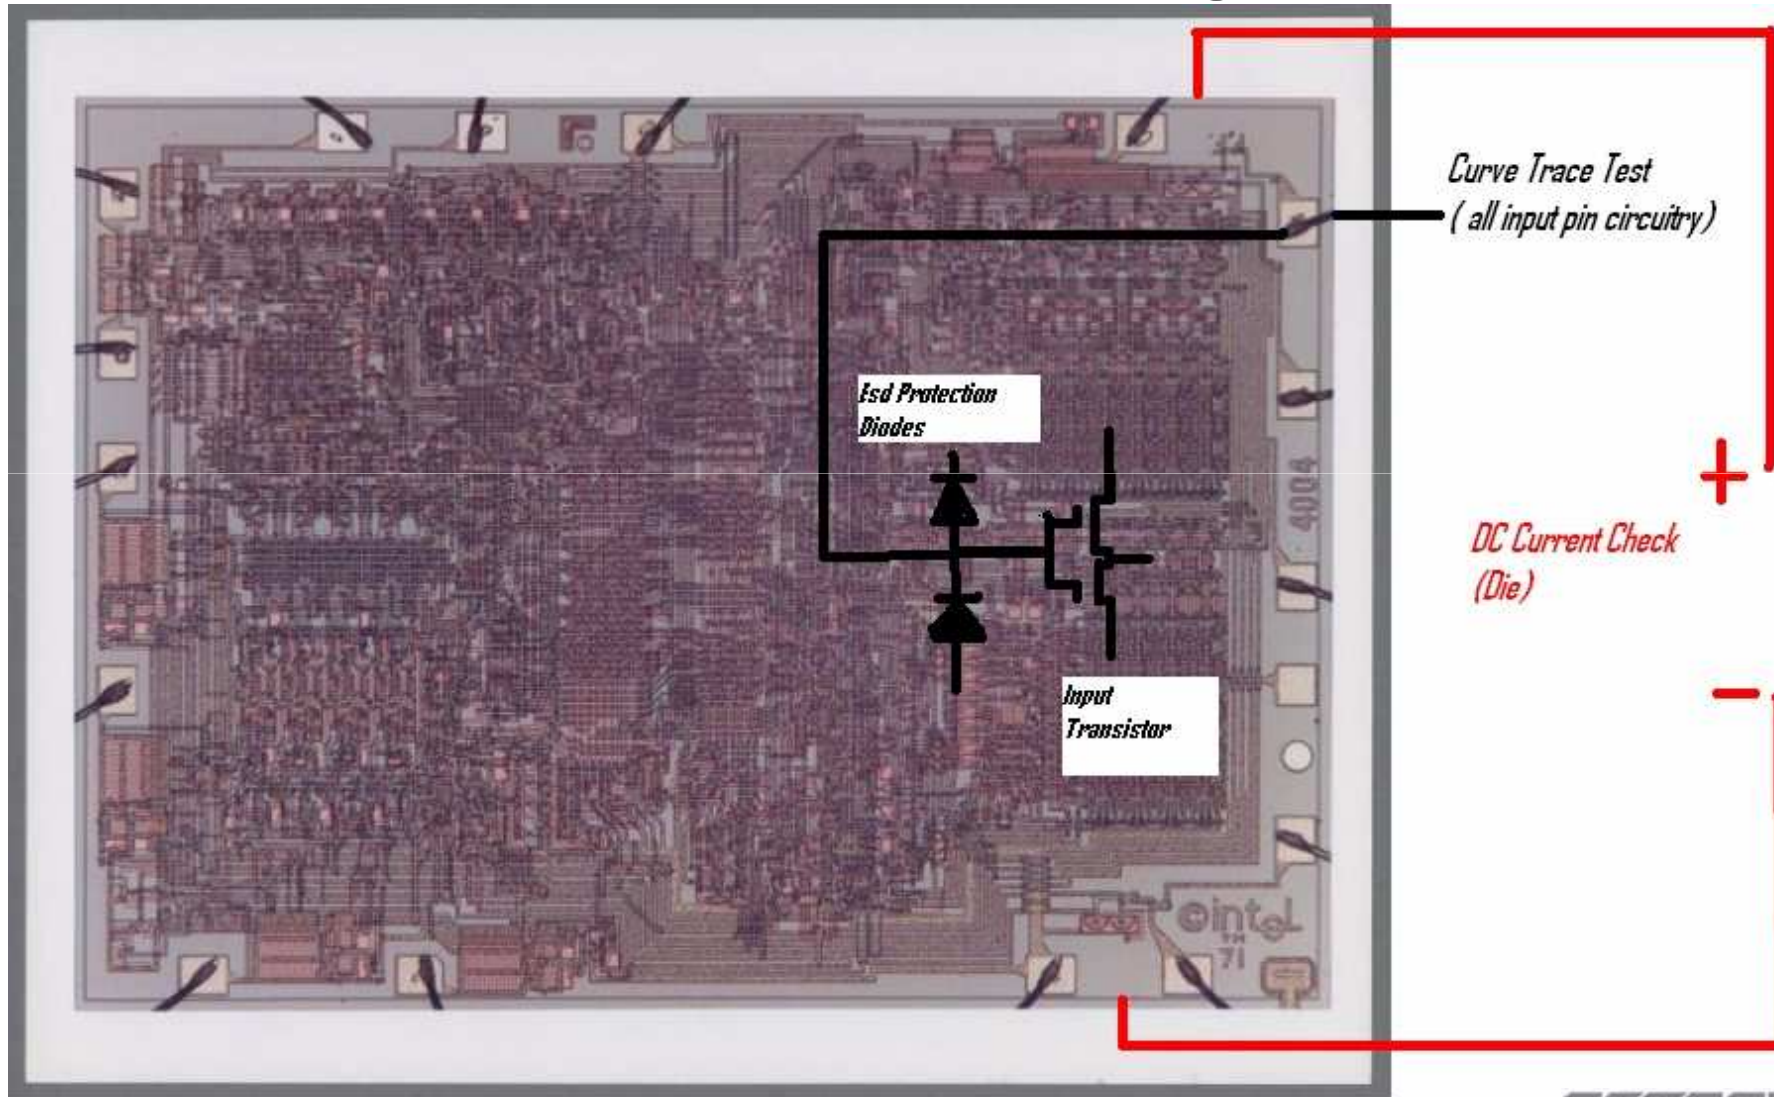 Curve Trace Test
( all input pin circuitry)
Esd Protection
Diodes
4004
+
DC Current Check
(Die)
Input
Transistor
©intel
TM
71